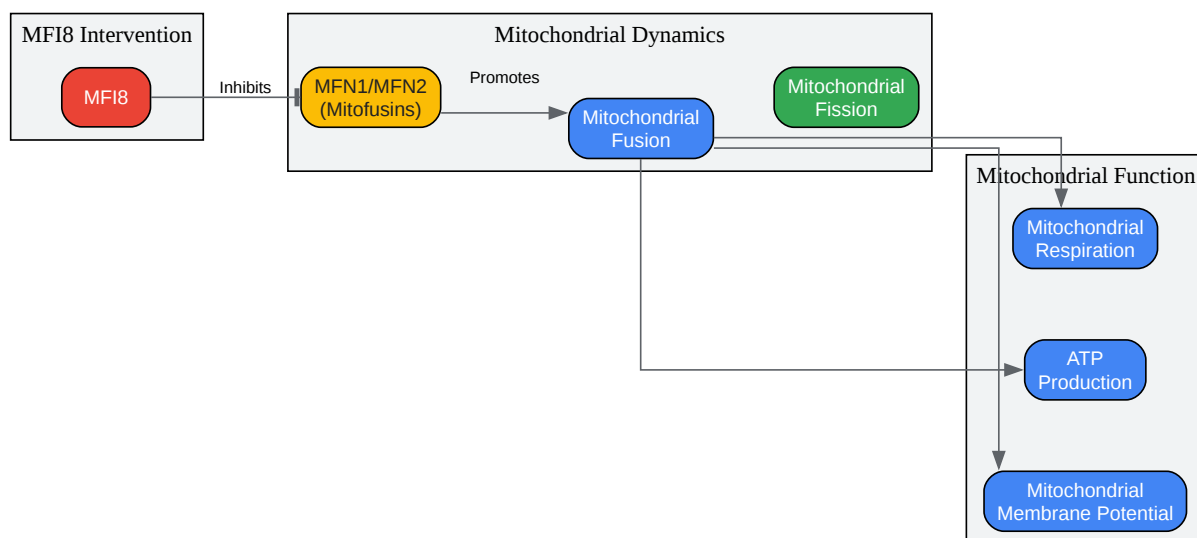 MFI8 Intervention
MFI8
Inhibits
Mitochondrial Dynamics
MFN1/MFN2
(Mitofusins)
Promotes
Mitochondrial
Fusion
Mitochondrial
Fission
Mitochondrial Function
Mitochondrial
Respiration
ATP
Production
Mitochondrial
Membrane Potential